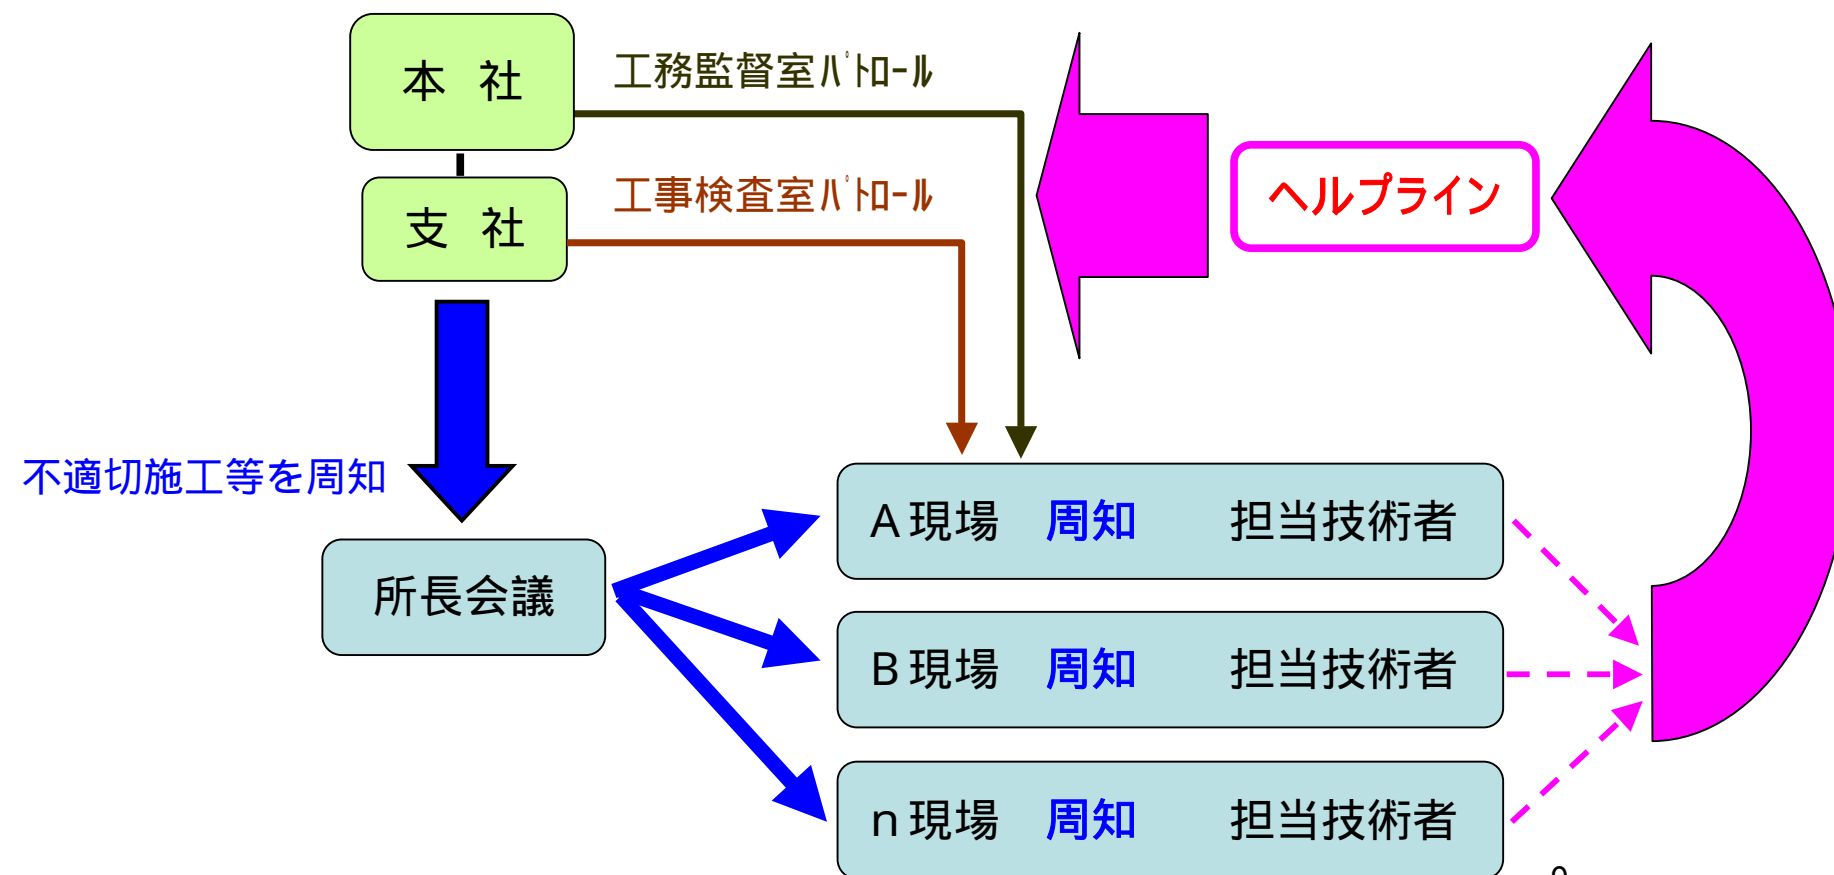 本 社
工務監督室ﾊﾟﾄﾛｰﾙ
支 社
工事検査室ﾊﾟﾄﾛｰﾙ
ヘルプライン
不適切施工等を周知
所長会議
A現場 周知 担当技術者
B現場 周知 担当技術者
n現場 周知 担当技術者